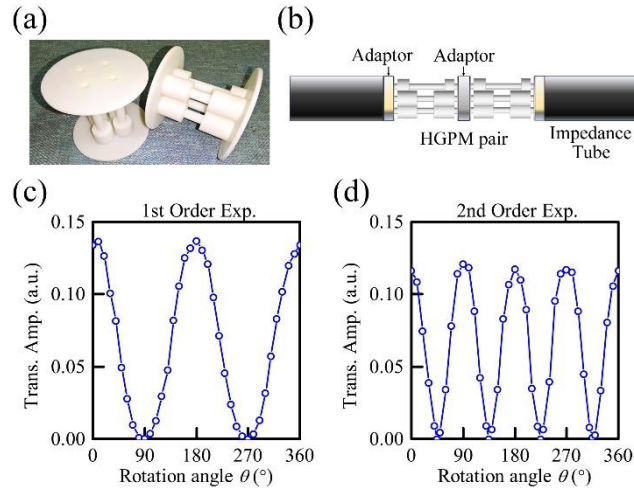 (a)
(b)
Adaptor Adaptor
HGPM pair
Impedance
Tube
(c)
1st Order Exp.
Trans. Amp. (a.u.)
0.15
0.10
0.05
0.00
0 90 180 270 360
Rotation angle θ (°)
(d)
2nd Order Exp.
Trans. Amp. (a.u.)
0.15
0.10
0.05
0.00
0 90 180 270 360
Rotation angle θ (°)